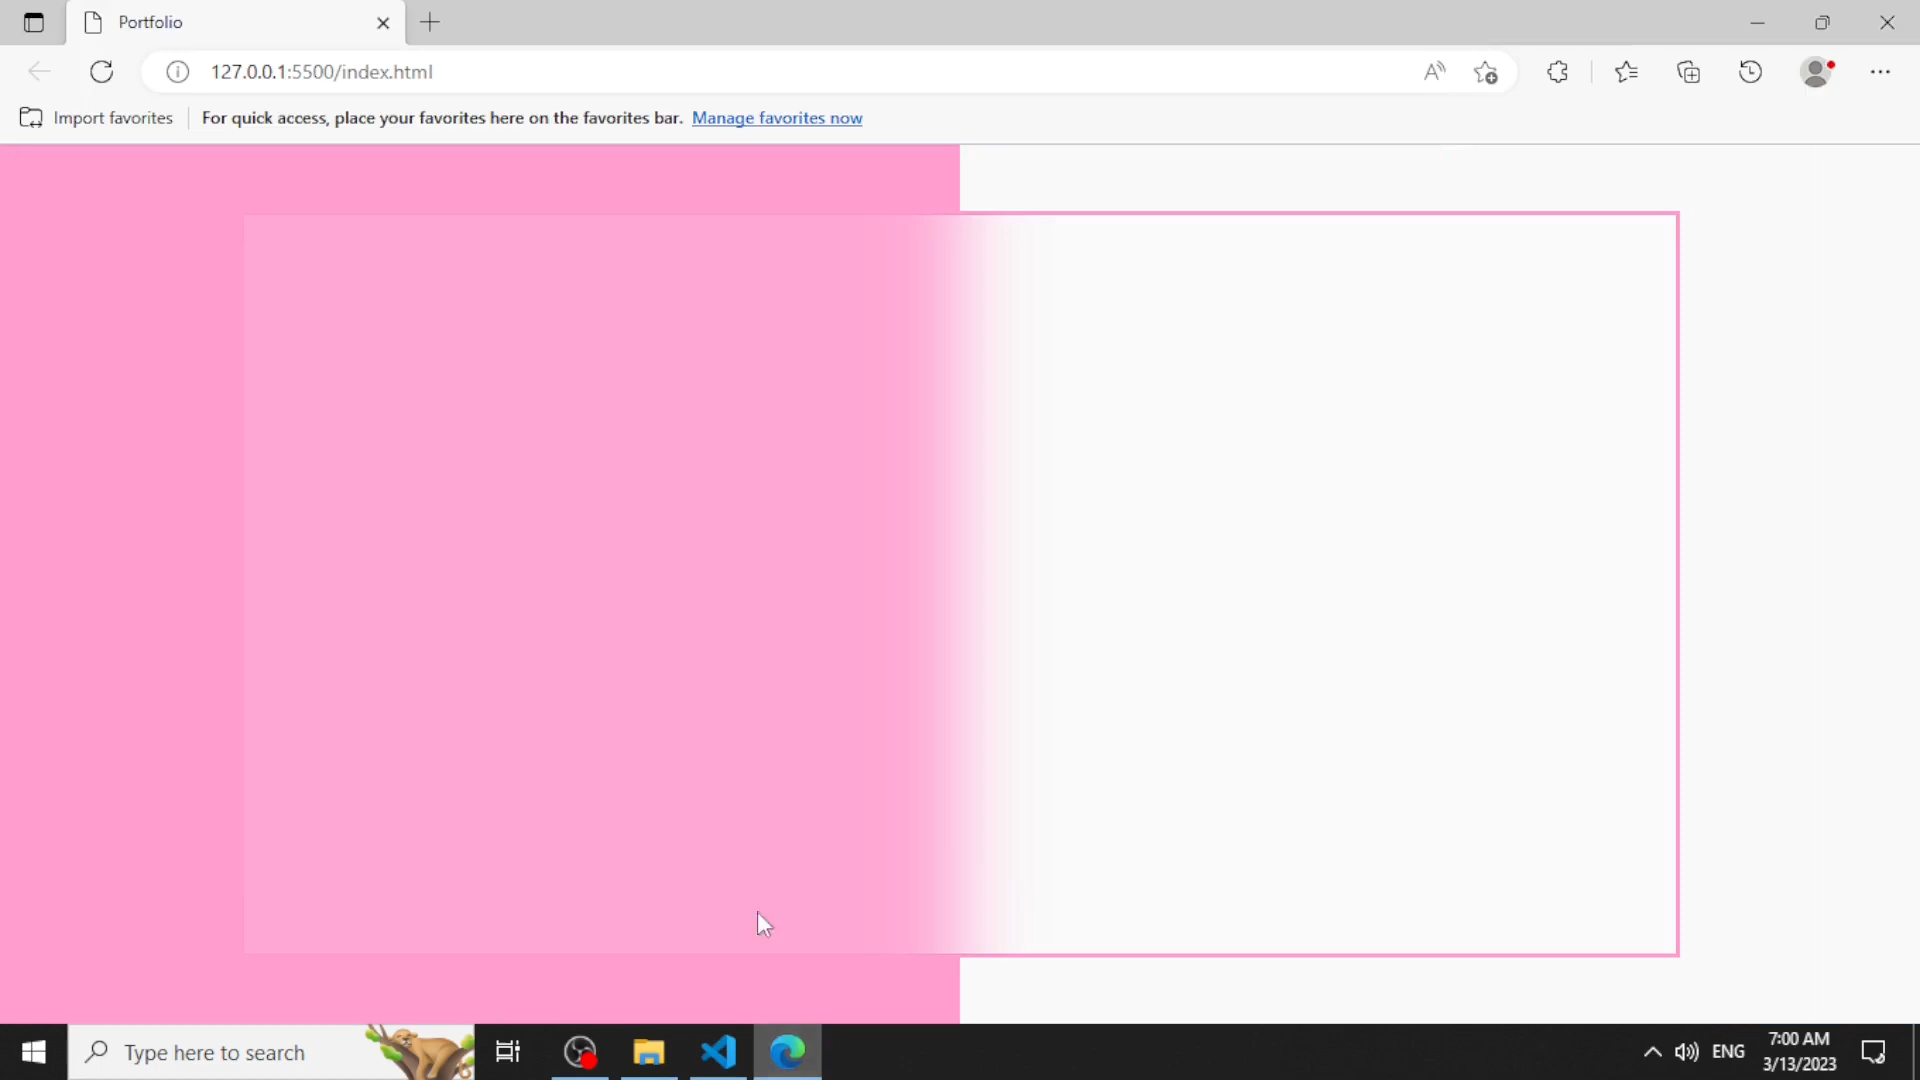 Portfolio
127.0.0.1:5500/index.html
Import favorites
For quick access, place your favorites here on the favorites bar. Manage favorites now
Type here to search
ENG
7:00 AM
3/13/2023